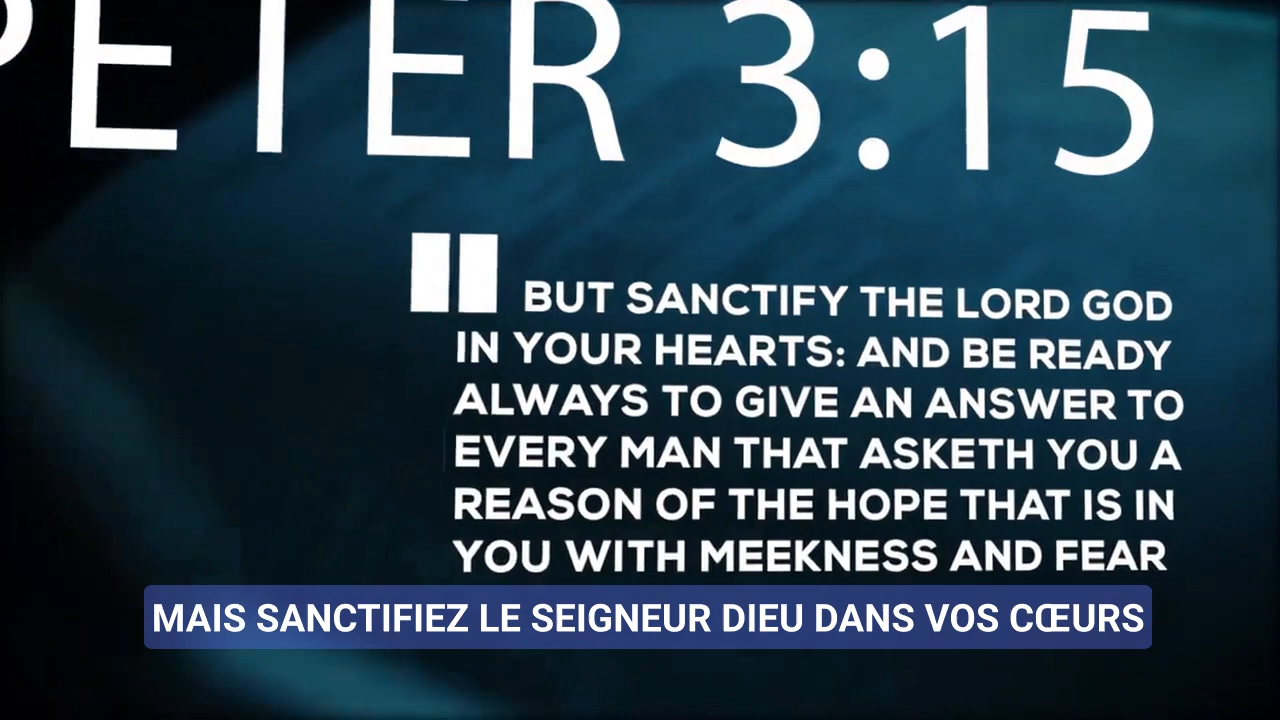 PETER 3:15
" BUT SANCTIFY THE LORD GOD
IN YOUR HEARTS: AND BE READY
ALWAYS TO GIVE AN ANSWER TO
EVERY MAN THAT ASKETH YOU A
REASON OF THE HOPE THAT IS IN
YOU WITH MEEKNESS AND FEAR
MAIS SANCTIFIEZ LE SEIGNEUR DIEU DANS VOS CŒURS